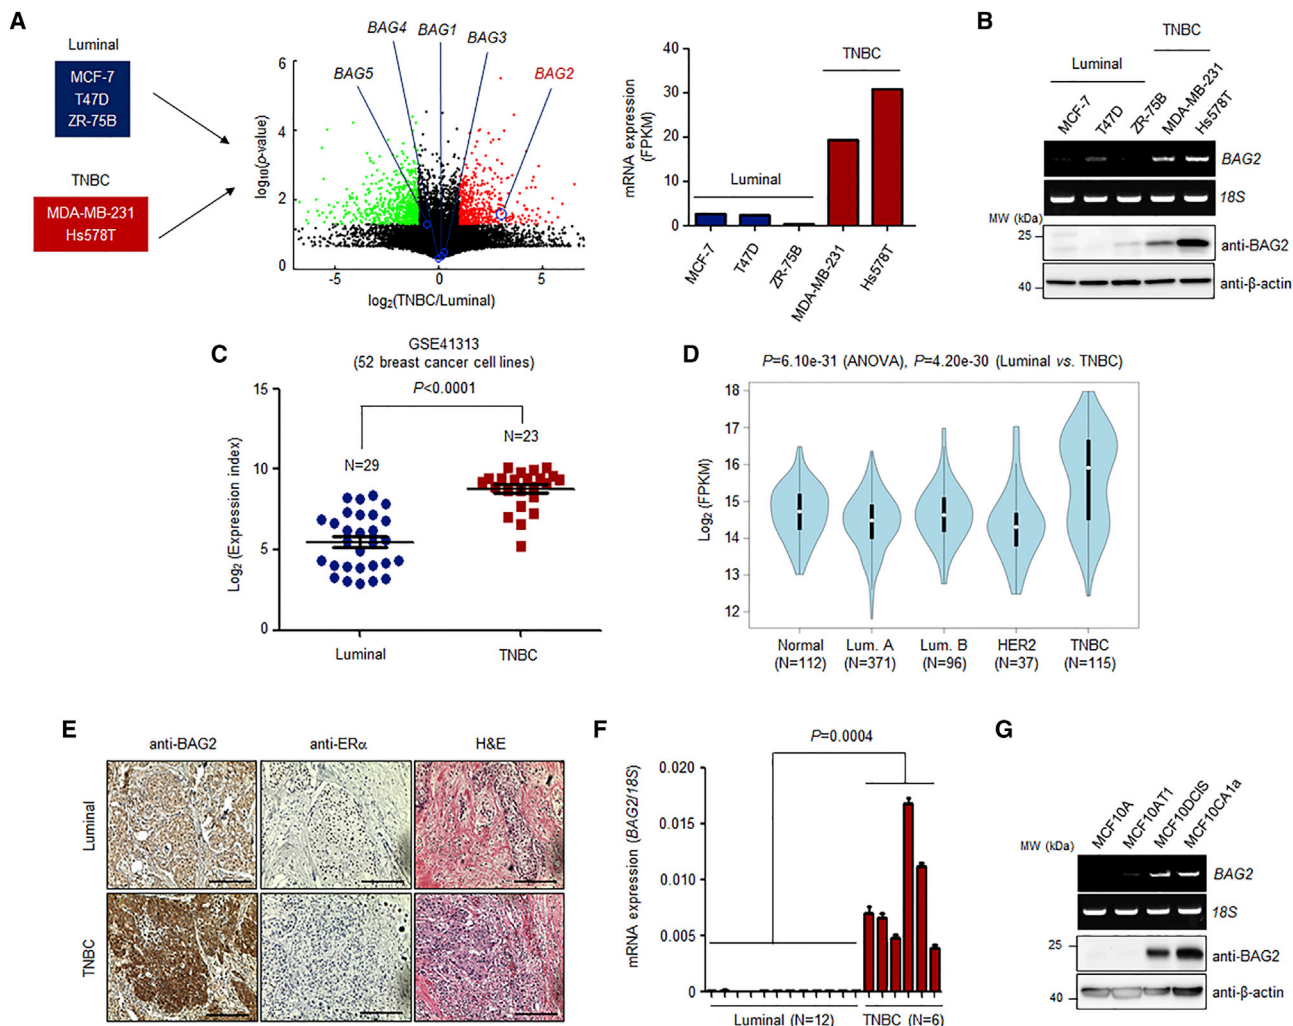 A
Luminal
MCF-7
T47D
ZR-75B
TNBC
MDA-MB-231
Hs578T
BAG4
BAG1
BAG3
BAG5
BAG2
log10(p-value)
6
4
2
0
-5
0
5
log2(TNBC/Luminal)
mRNA expression
(FPKM)
40
30
20
10
0
Luminal
TNBC
MCF-7
T47D
ZR-75B
MDA-MB-231
Hs578T
B
TNBC
Luminal
MCF-7
T47D
ZR-75B
MDA-MB-231
Hs578T
BAG2
18S
MW (kDa)
25
anti-BAG2
40
anti-β-actin
C
GSE41313
(52 breast cancer cell lines)
P<0.0001
N=29
N=23
Log2 (Expression index)
15
10
5
0
Luminal
TNBC
D
P=6.10e-31 (ANOVA), P=4.20e-30 (Luminal vs. TNBC)
Log2 (FPKM)
18
17
16
15
14
13
12
Normal
(N=112)
Lum. A
(N=371)
Lum. B
(N=96)
HER2
(N=37)
TNBC
(N=115)
E
anti-BAG2
anti-ERα
H&E
Luminal
TNBC
F
P=0.0004
mRNA expression (BAG2/18S)
0.020
0.015
0.010
0.005
0
Luminal (N=12)
TNBC (N=6)
G
MCF10A
MCF10AT1
MCF10DCIS
MCF10CA1a
MW (kDa)
BAG2
18S
25
anti-BAG2
40
anti-β-actin